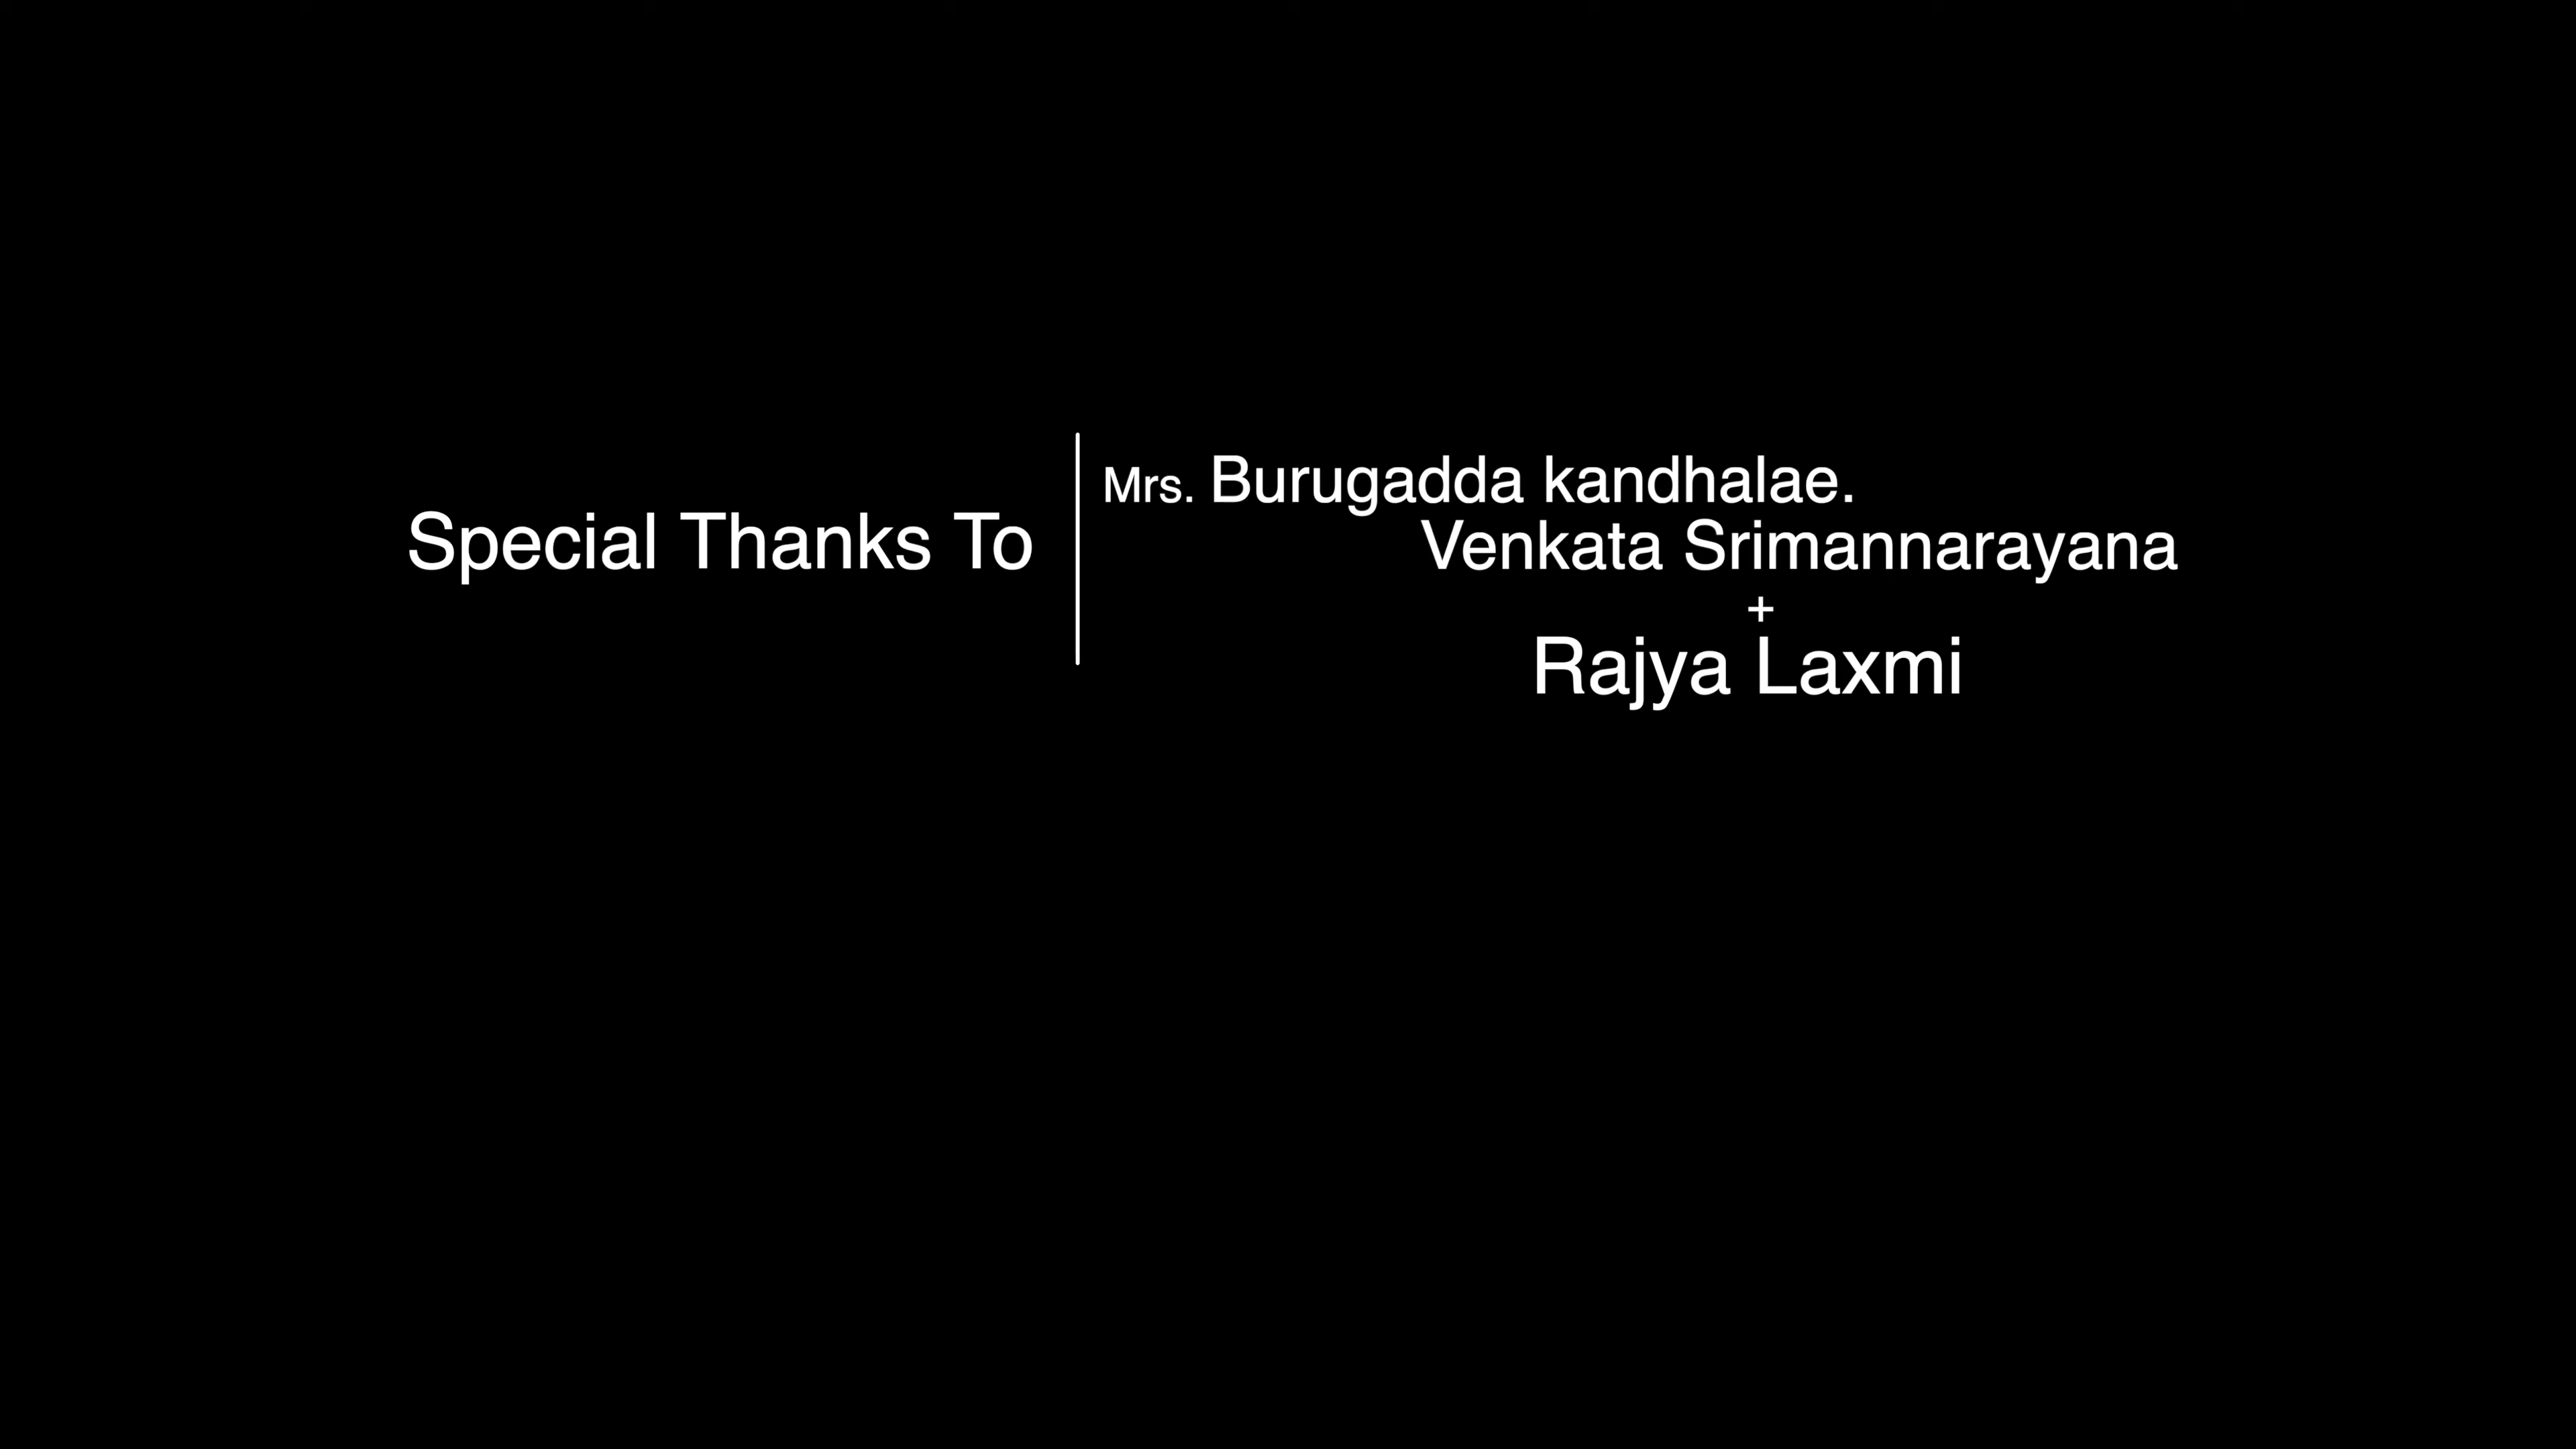 Special Thanks To
Mrs. Burugadda kandhalae.
Venkata Srimannarayana
+
Rajya Laxmi